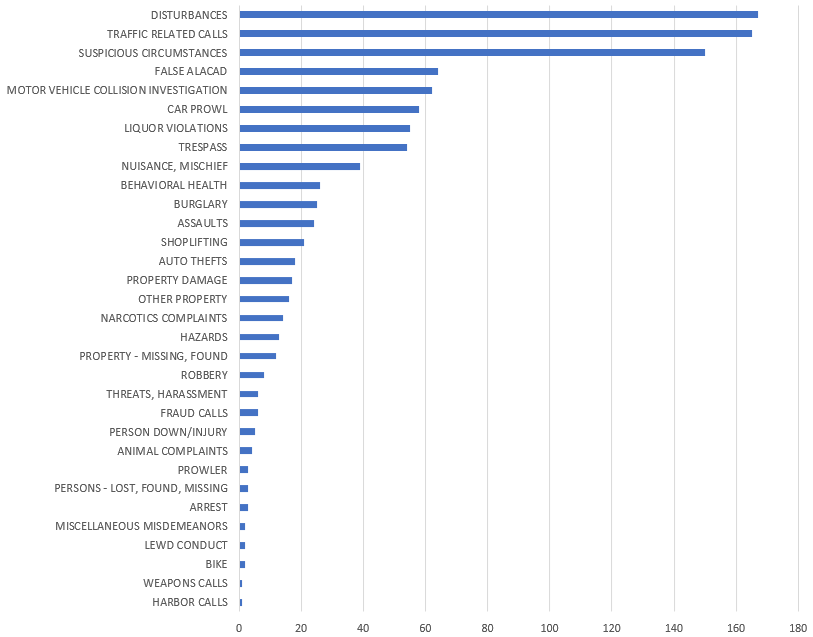 DISTURBANCES
TRAFFIC RELATED CALLS
SUSPICIOUS CIRCUMSTANCES
FALSE ALACAD
MOTOR VEHICLE COLLISION INVESTIGATION
CAR PROWL
LIQUOR VIOLATIONS
TRESPASS
NUISANCE, MISCHIEF
BEHAVIORAL HEALTH
BURGLARY
ASSAULTS
SHOPLIFTING
AUTO THEFTS
PROPERTY DAMAGE
OTHER PROPERTY
NARCOTICS COMPLAINTS
HAZARDS
PROPERTY - MISSING, FOUND
ROBBERY
THREATS, HARASSMENT
FRAUD CALLS
PERSON DOWN/INJURY
ANIMAL COMPLAINTS
PROWLER
PERSONS - LOST, FOUND, MISSING
ARREST
MISCELLANEOUS MISDEMEANORS
LEWD CONDUCT
BIKE
WEAPONS CALLS
HARBOR CALLS
0 20 40 60 80 100 120 140 160 180